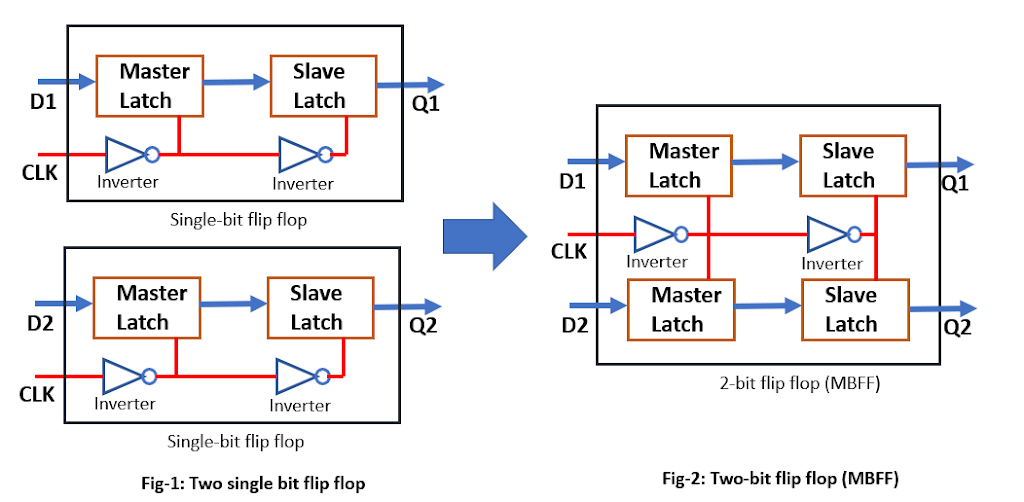 Master
Latch
Slave
Latch
D1
Q1
CLK
Inverter
Inverter
Single-bit flip flop
Master
Latch
Slave
Latch
D2
Q2
CLK
Inverter
Inverter
Single-bit flip flop
Fig-1: Two single bit flip flop
Master
Latch
Slave
Latch
D1
Q1
CLK
Inverter
Inverter
Master
Latch
Slave
Latch
D2
Q2
2-bit flip flop (MBFF)
Fig-2: Two-bit flip flop (MBFF)